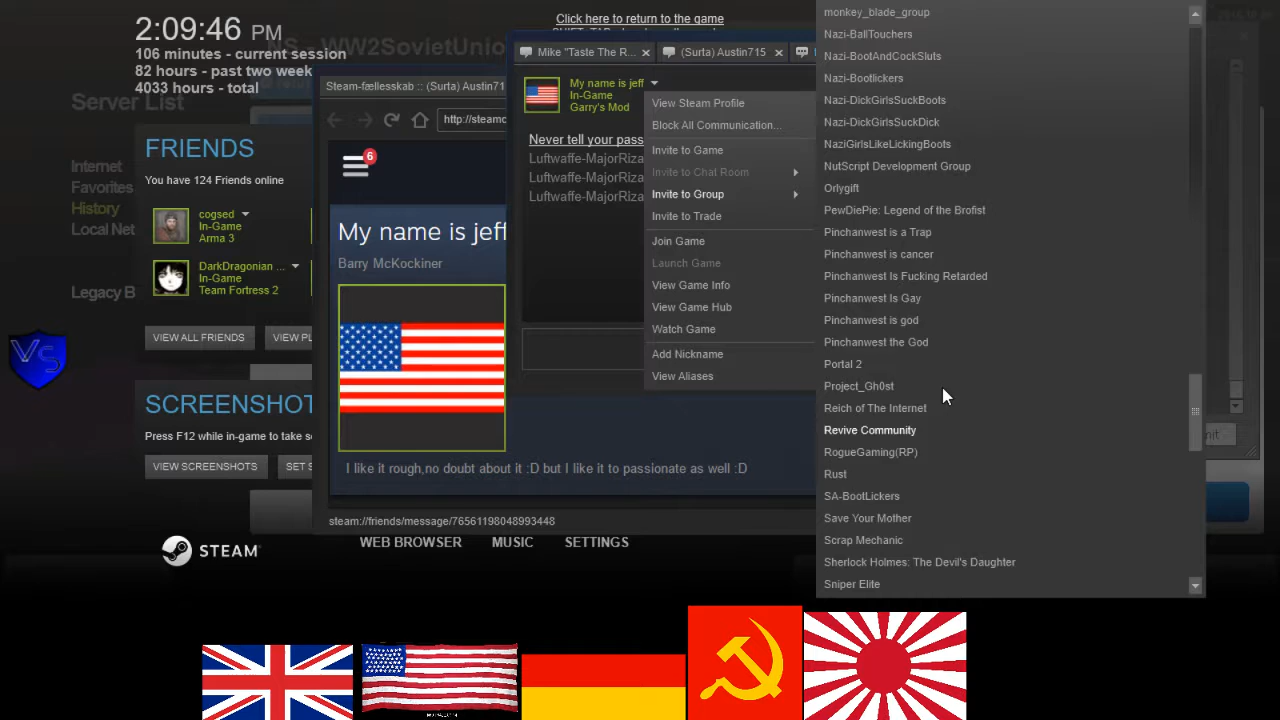 2:09:46 PM
106 minutes - current session
82 hours - past two week
4033 hours - total
Server List
Internet
Favorites
History
Local Net
Legacy B
Click here to return to the game
WW2SovietUnio
FRIENDS
You have 124 Friends online
cogsed
In-Game
Arma 3
DarkDragonian ...
In-Game
Team Fortress 2
VIEW ALL FRIENDS
VIEW PL
SCREENSHOT
Press F12 while in-game to take s
VIEW SCREENSHOTS
SET S
VS
STEAM
WEB BROWSER
MUSIC
SETTINGS
Steam-fællesskab :: (Surta) Austin71
http://steamc
6
My name is jeff
Barry McKockiner
I like it rough,no doubt about it :D but I like it to passionate as well :D
steam://friends/message/76561198048993448
Mike "Taste The R...
(Surta) Austin715
My name is jeff
In-Game
Garry's Mod
Never tell your pass
Luftwaffe-MajorRiza
Luftwaffe-MajorRiza
Luftwaffe-MajorRiza
View Steam Profile
Block All Communication...
Invite to Game
Invite to Chat Room
Invite to Group
Invite to Trade
Join Game
Launch Game
View Game Info
View Game Hub
Watch Game
Add Nickname
View Aliases
monkey_blade_group
Nazi-BallTouchers
Nazi-BootAndCockSluts
Nazi-Bootlickers
Nazi-DickGirlsSuckBoots
Nazi-DickGirlsSuckDick
NaziGirlsLikeLickingBoots
NutScript Development Group
Orlygift
PewDiePie: Legend of the Brofist
Pinchanwest is a Trap
Pinchanwest is cancer
Pinchanwest Is Fucking Retarded
Pinchanwest Is Gay
Pinchanwest is god
Pinchanwest the God
Portal 2
Project_Gh0st
Reich of The Internet
Revive Community
RogueGaming(RP)
Rust
SA-BootLickers
Save Your Mother
Scrap Mechanic
Sherlock Holmes: The Devil's Daughter
Sniper Elite